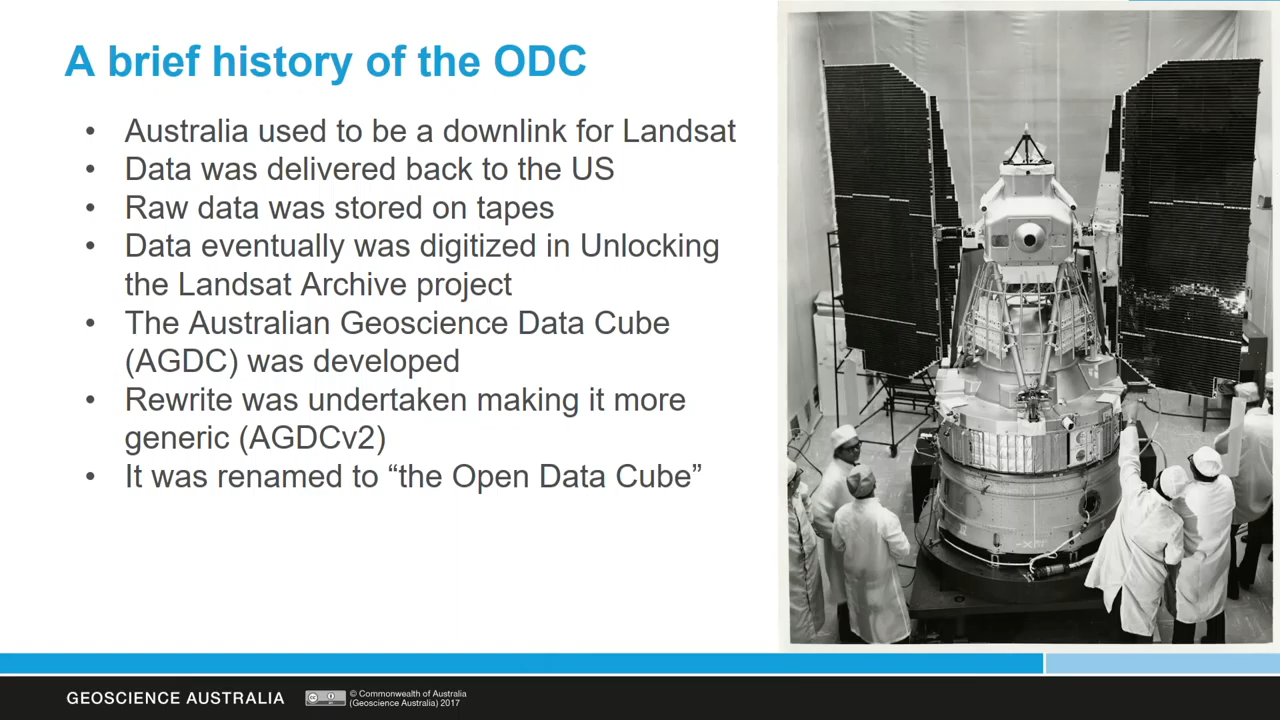 A brief history of the ODC
• Australia used to be a downlink for Landsat
• Data was delivered back to the US
• Raw data was stored on tapes
• Data eventually was digitized in Unlocking
the Landsat Archive project
• The Australian Geoscience Data Cube
(AGDC) was developed
• Rewrite was undertaken making it more
generic (AGDCv2)
• It was renamed to “the Open Data Cube”
GEOSCIENCE AUSTRALIA
© Commonwealth of Australia
(Geoscience Australia) 2017